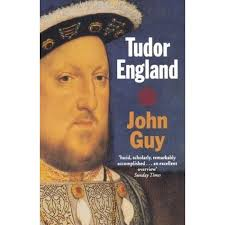 Tudor
England
John
Guy
'lucid, scholarly, remarkably
accomplished . . . an excellent
overview'
Sunday Times